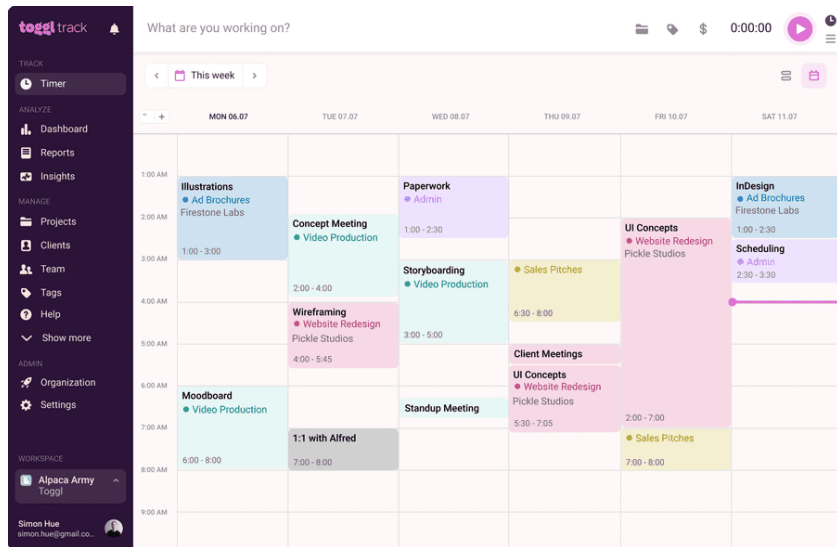 toggl track
What are you working on?
$
0:00:00
TRACK
Timer
ANALYZE
Dashboard
Reports
Insights
MANAGE
Projects
Clients
Team
Tags
Help
Show more
ADMIN
Organization
Settings
WORKSPACE
Alpaca Army
Toggl
Simon Hue
simon.hue@gmail.co...
This week
- +
MON 06.07
TUE 07.07
WED 08.07
THU 09.07
FRI 10.07
SAT 11.07
1:00 AM
2:00 AM
3:00 AM
4:00 AM
5:00 AM
6:00 AM
7:00 AM
8:00 AM
9:00 AM
Illustrations
Ad Brochures
Firestone Labs
1:00 - 3:00
Moodboard
Video Production
6:00 - 8:00
Concept Meeting
Video Production
2:00 - 4:00
Wireframing
Website Redesign
Pickle Studios
4:00 - 5:45
1:1 with Alfred
7:00 - 8:00
Paperwork
Admin
1:00 - 2:30
Storyboarding
Video Production
3:00 - 5:00
Standup Meeting
Sales Pitches
6:30 - 8:00
Client Meetings
UI Concepts
Website Redesign
Pickle Studios
5:30 - 7:05
UI Concepts
Website Redesign
Pickle Studios
2:00 - 7:00
Sales Pitches
7:00 - 8:00
InDesign
Ad Brochures
Firestone Labs
1:00 - 2:30
Scheduling
Admin
2:30 - 3:30